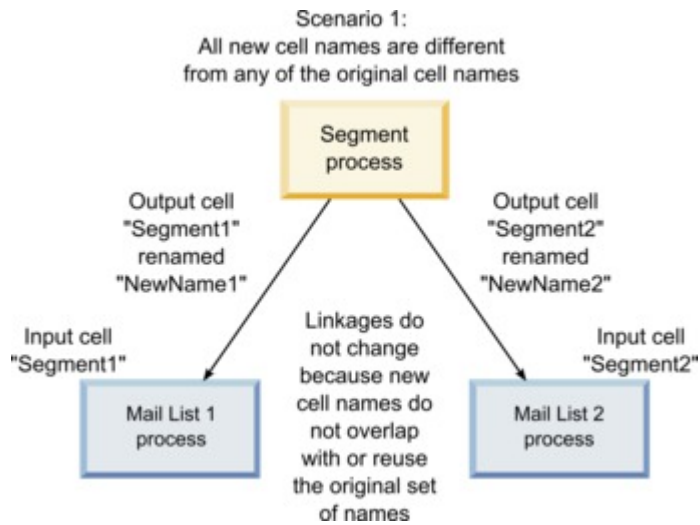 Scenario 1:
All new cell names are different
from any of the original cell names
Segment
process
Output cell
"Segment1"
renamed
"NewName1"
Output cell
"Segment2"
renamed
"NewName2"
Input cell
"Segment1"
Linkages do
not change
because new
cell names do
not overlap
with or reuse
the original set
of names
Input cell
"Segment2"
Mail List 1
process
Mail List 2
process